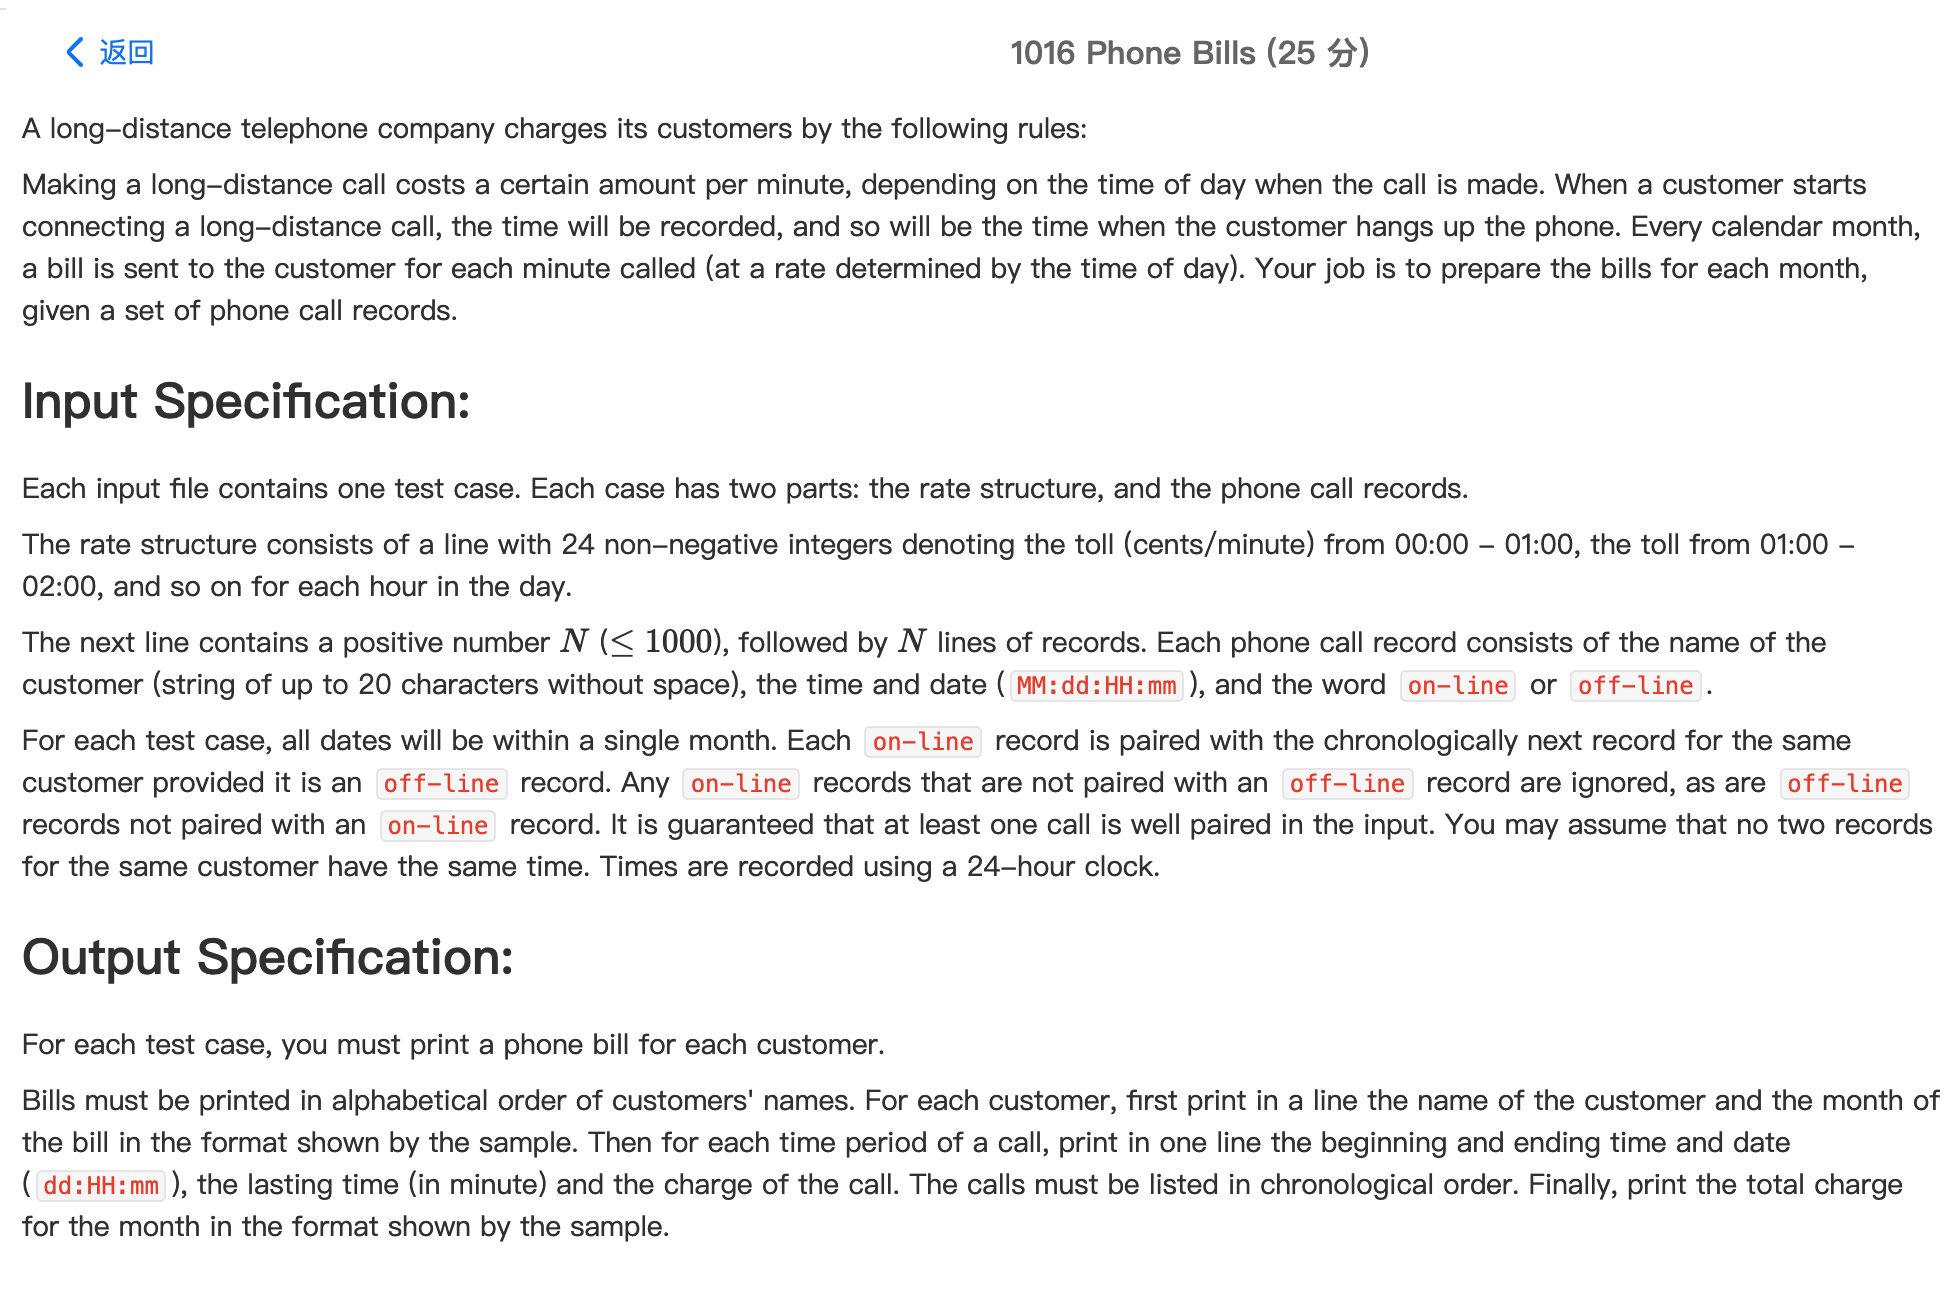 返回
1016 Phone Bills (25 分)
A long-distance telephone company charges its customers by the following rules:
Making a long-distance call costs a certain amount per minute, depending on the time of day when the call is made. When a customer starts
connecting a long-distance call, the time will be recorded, and so will be the time when the customer hangs up the phone. Every calendar month,
a bill is sent to the customer for each minute called (at a rate determined by the time of day). Your job is to prepare the bills for each month,
given a set of phone call records.
Input Specification:
Each input file contains one test case. Each case has two parts: the rate structure, and the phone call records.
The rate structure consists of a line with 24 non-negative integers denoting the toll (cents/minute) from 00:00 - 01:00, the toll from 01:00 -
02:00, and so on for each hour in the day.
The next line contains a positive number N (≤ 1000), followed by N lines of records. Each phone call record consists of the name of the
customer (string of up to 20 characters without space), the time and date ( MM:dd:HH:mm ), and the word on-line or off-line .
For each test case, all dates will be within a single month. Each on-line record is paired with the chronologically next record for the same
customer provided it is an off-line record. Any on-line records that are not paired with an off-line record are ignored, as are off-line
records not paired with an on-line record. It is guaranteed that at least one call is well paired in the input. You may assume that no two records
for the same customer have the same time. Times are recorded using a 24-hour clock.
Output Specification:
For each test case, you must print a phone bill for each customer.
Bills must be printed in alphabetical order of customers' names. For each customer, first print in a line the name of the customer and the month of
the bill in the format shown by the sample. Then for each time period of a call, print in one line the beginning and ending time and date
( dd:HH:mm ), the lasting time (in minute) and the charge of the call. The calls must be listed in chronological order. Finally, print the total charge
for the month in the format shown by the sample.